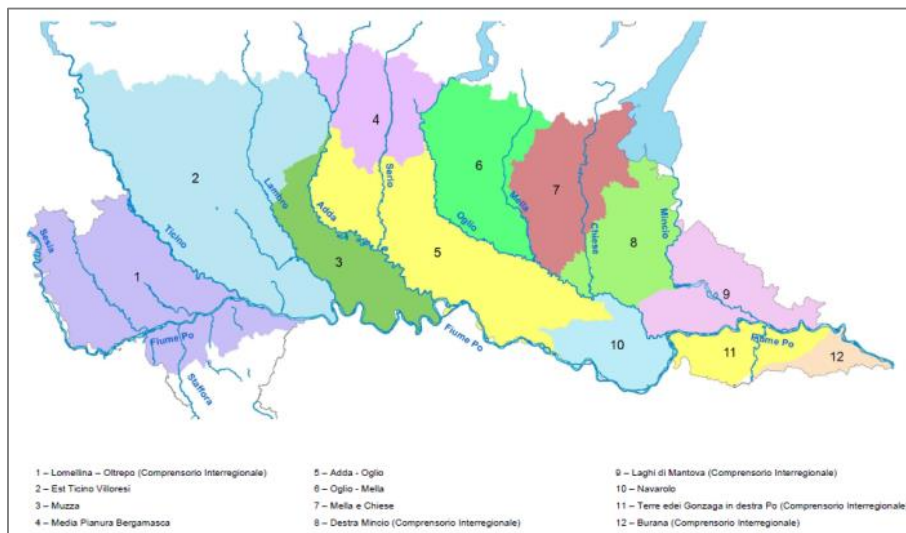 4
2
6
7
Lambro
Serio
Adda
Oglio
Mella
Chiese
Mincio
8
Sesia
Ticino
1
3
5
9
Fiume Po
Fiume Po
Fiume Po
10
11
12
Staffora
1 – Lomellina – Oltrepo (Comprensorio Interregionale)
2 – Est Ticino Villoresi
3 – Muzza
4 – Media Pianura Bergamasca
5 – Adda - Oglio
6 – Oglio - Mella
7 – Mella e Chiese
8 – Destra Mincio (Comprensorio Interregionale)
9 – Laghi di Mantova (Comprensorio Interregionale)
10 – Navarolo
11 – Terre edei Gonzaga in destra Po (Comprensorio Interregionale
12 – Burana (Comprensorio Interregionale)